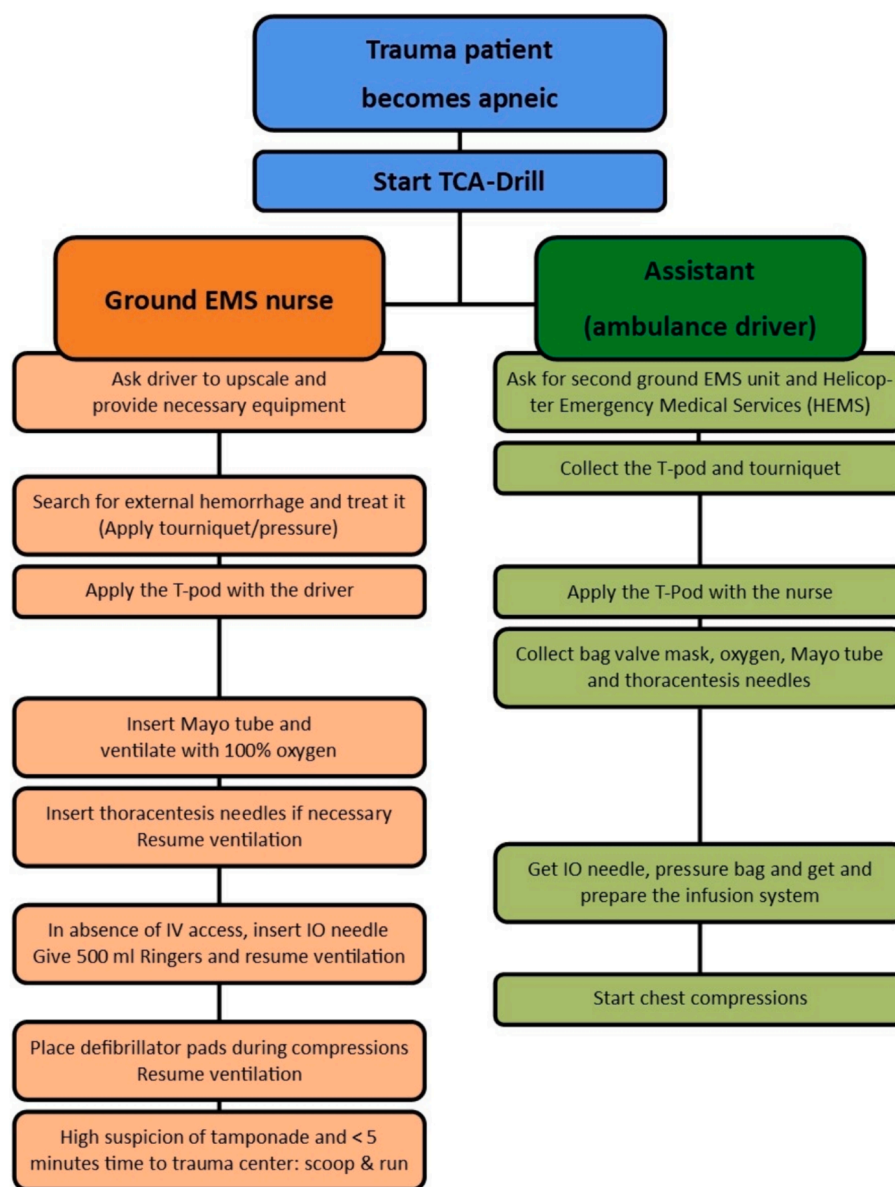 Trauma patient
becomes apneic
Start TCA-Drill
Ground EMS nurse
Ask driver to upscale and
provide necessary equipment
Search for external hemorrhage and treat it
(Apply tourniquet/pressure)
Apply the T-pod with the driver
Insert Mayo tube and
ventilate with 100% oxygen
Insert thoracentesis needles if necessary
Resume ventilation
In absence of IV access, insert IO needle
Give 500 ml Ringers and resume ventilation
Place defibrillator pads during compressions
Resume ventilation
High suspicion of tamponade and < 5
minutes time to trauma center: scoop & run
Assistant
(ambulance driver)
Ask for second ground EMS unit and Helicop-
ter Emergency Medical Services (HEMS)
Collect the T-pod and tourniquet
Apply the T-Pod with the nurse
Collect bag valve mask, oxygen, Mayo tube
and thoracentesis needles
Get IO needle, pressure bag and get and
prepare the infusion system
Start chest compressions